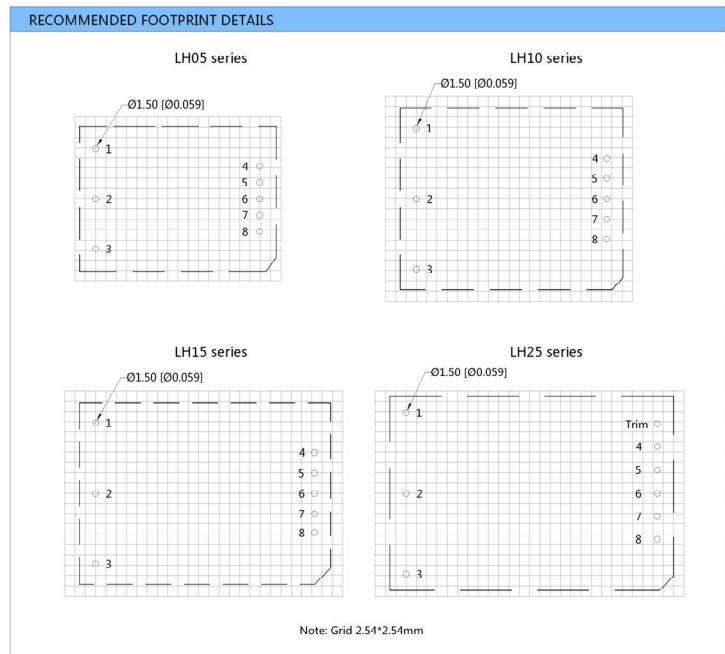 RECOMMENDED FOOTPRINT DETAILS
LH05 series
Ø1.50 [Ø0.059]
1
2
3
4
5
6
7
8
LH10 series
Ø1.50 [Ø0.059]
1
2
3
4
5
6
7
8
LH15 series
Ø1.50 [Ø0.059]
1
2
3
4
5
6
7
8
LH25 series
Ø1.50 [Ø0.059]
1
2
3
Trim
4
5
6
7
8
Note: Grid 2.54*2.54mm